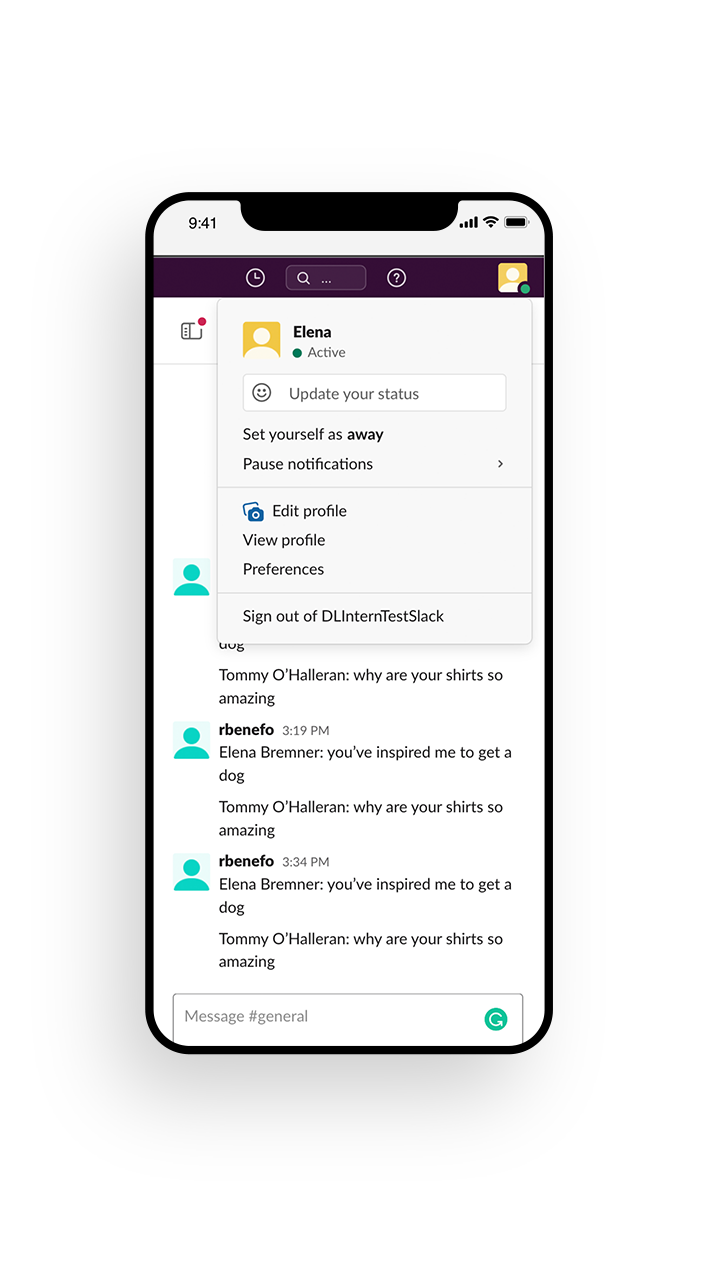 9:41
...
Elena
Active
Update your status
Set yourself as away
Pause notifications
Edit profile
View profile
Preferences
Sign out of DLInternTestSlack
dog
Tommy O’Halleran: why are your shirts so
amazing
rbenefo 3:19 PM
Elena Bremner: you’ve inspired me to get a
dog
Tommy O’Halleran: why are your shirts so
amazing
rbenefo 3:34 PM
Elena Bremner: you’ve inspired me to get a
dog
Tommy O’Halleran: why are your shirts so
amazing
Message #general